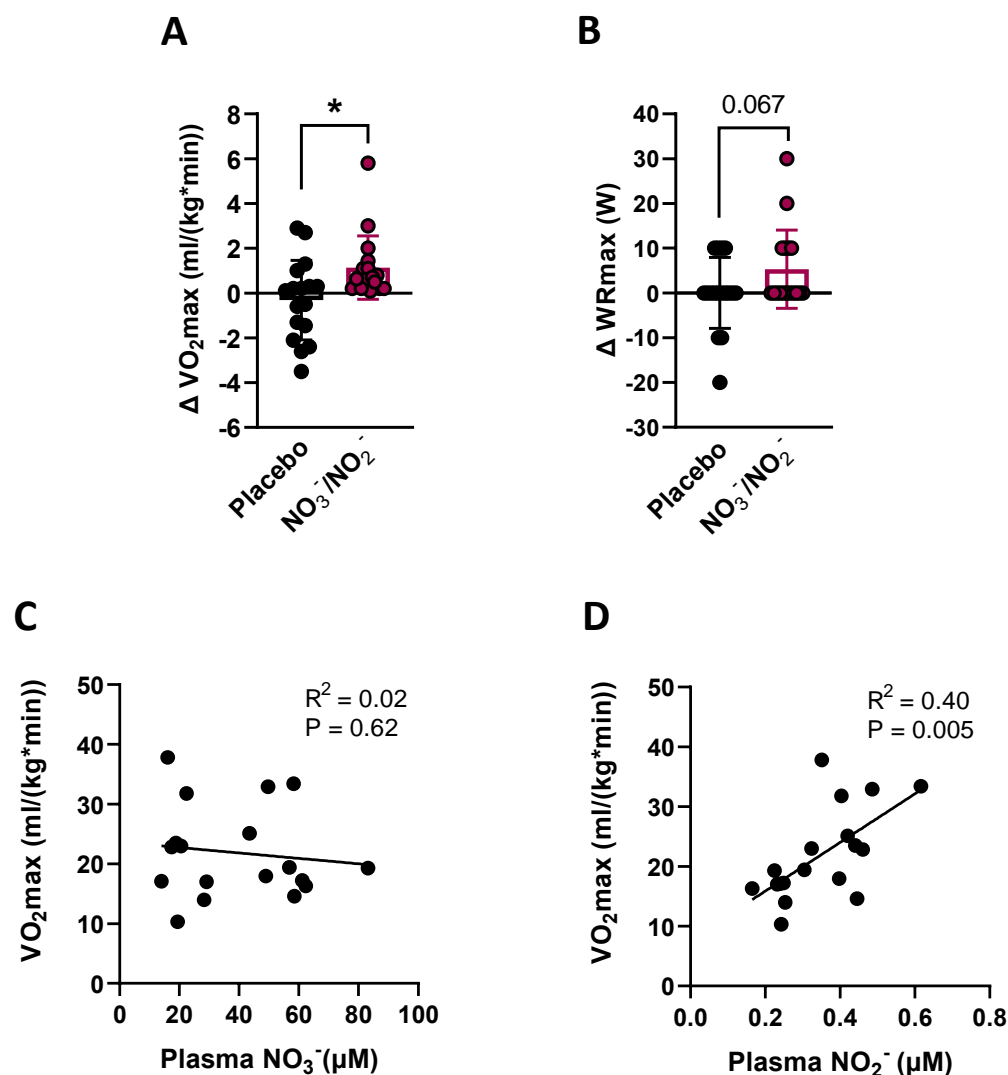 A
B
*
0.067
Δ VO₂max (ml/(kg*min))
8
6
4
2
0
-2
-4
-6
Placebo
NO₃⁻/NO₂⁻
Δ WRmax (W)
40
30
20
10
0
-10
-20
-30
Placebo
NO₃⁻/NO₂⁻
C
D
VO₂max (ml/(kg*min))
50
40
30
20
10
0
R² = 0.02
P = 0.62
0 20 40 60 80 100
Plasma NO₃⁻(µM)
VO₂max (ml/(kg*min))
50
40
30
20
10
0
R² = 0.40
P = 0.005
0.0 0.2 0.4 0.6 0.8
Plasma NO₂⁻ (µM)